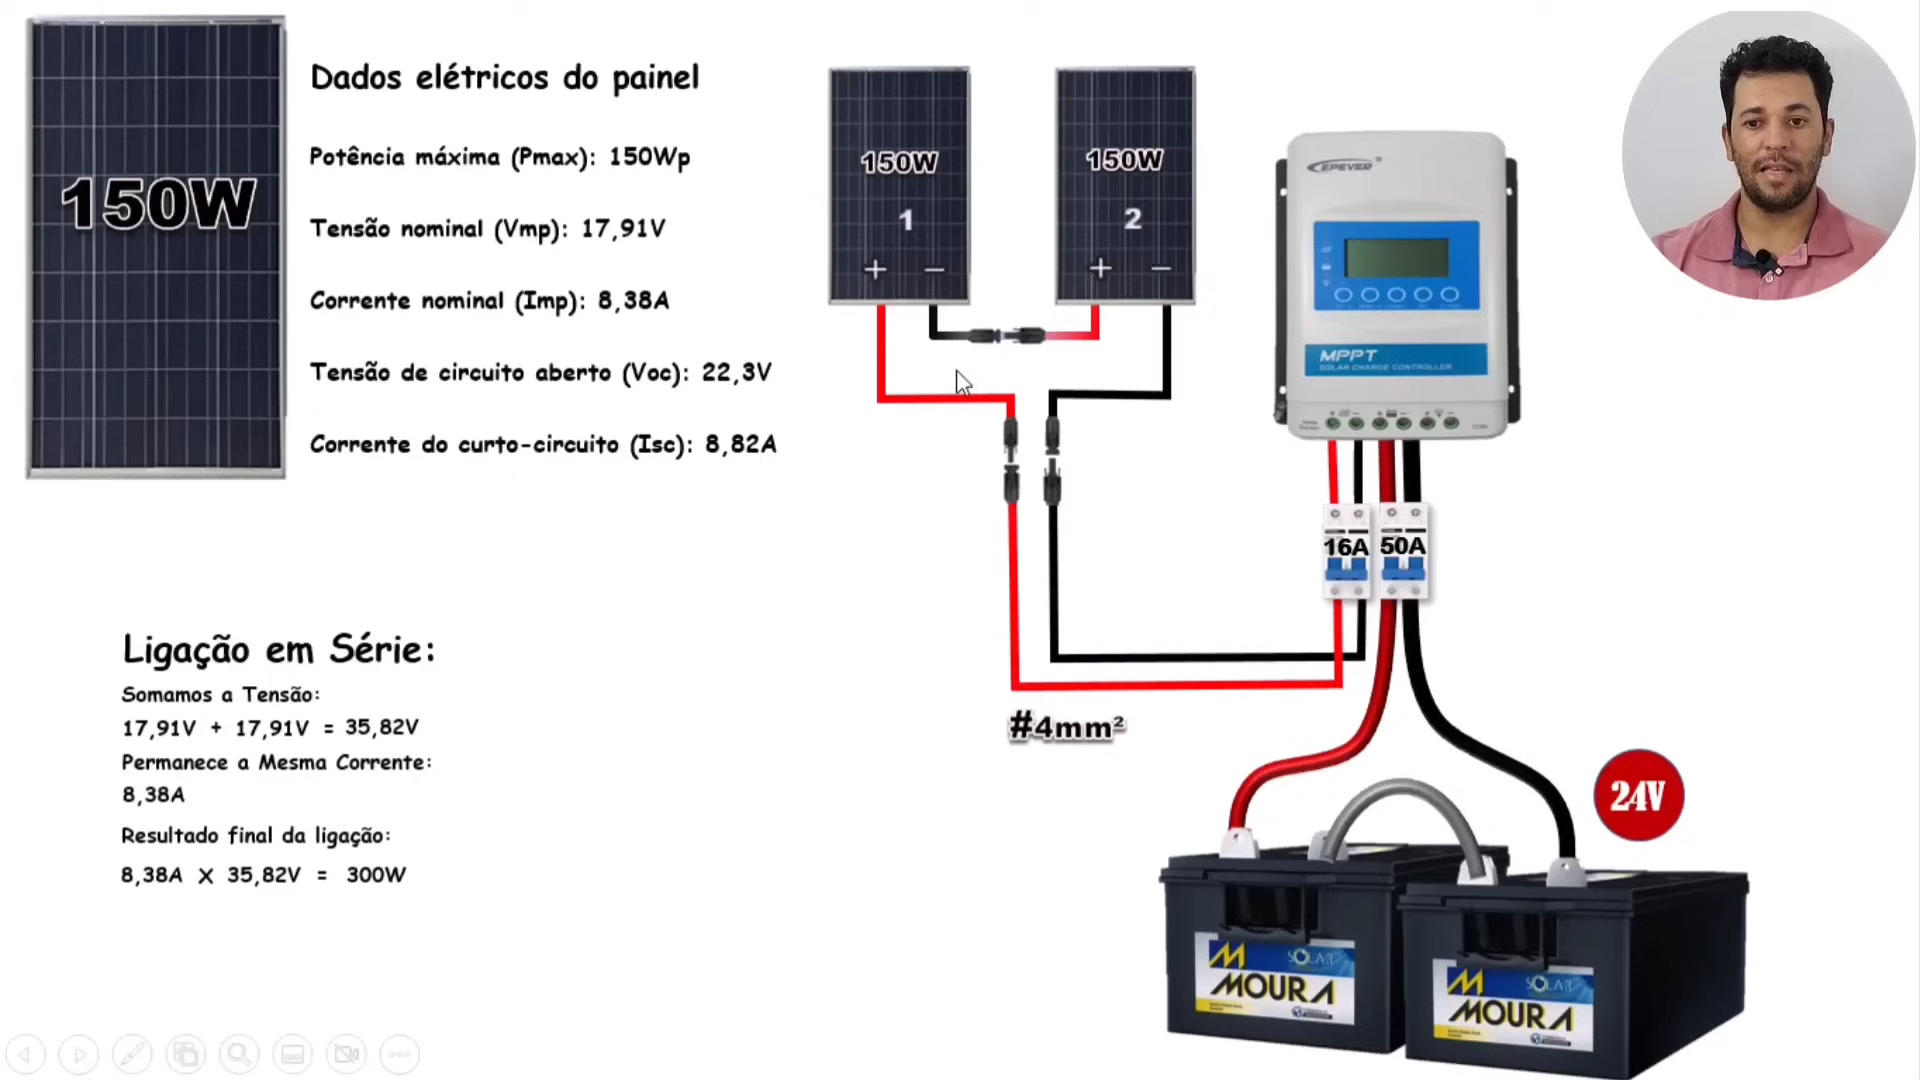 150W
Dados elétricos do painel
Potência máxima (Pmax): 150Wp
Tensão nominal (Vmp): 17,91V
Corrente nominal (Imp): 8,38A
Tensão de circuito aberto (Voc): 22,3V
Corrente do curto-circuito (Isc): 8,82A
150W
1
+ −
150W
2
+ −
EPEVER
MPPT
SOLAR CHARGE CONTROLLER
16A
50A
#4mm²
24V
Ligação em Série:
Somamos a Tensão:
17,91V + 17,91V = 35,82V
Permanece a Mesma Corrente:
8,38A
Resultado final da ligação:
8,38A X 35,82V = 300W
SOLAR
MOURA
SOLAR
MOURA